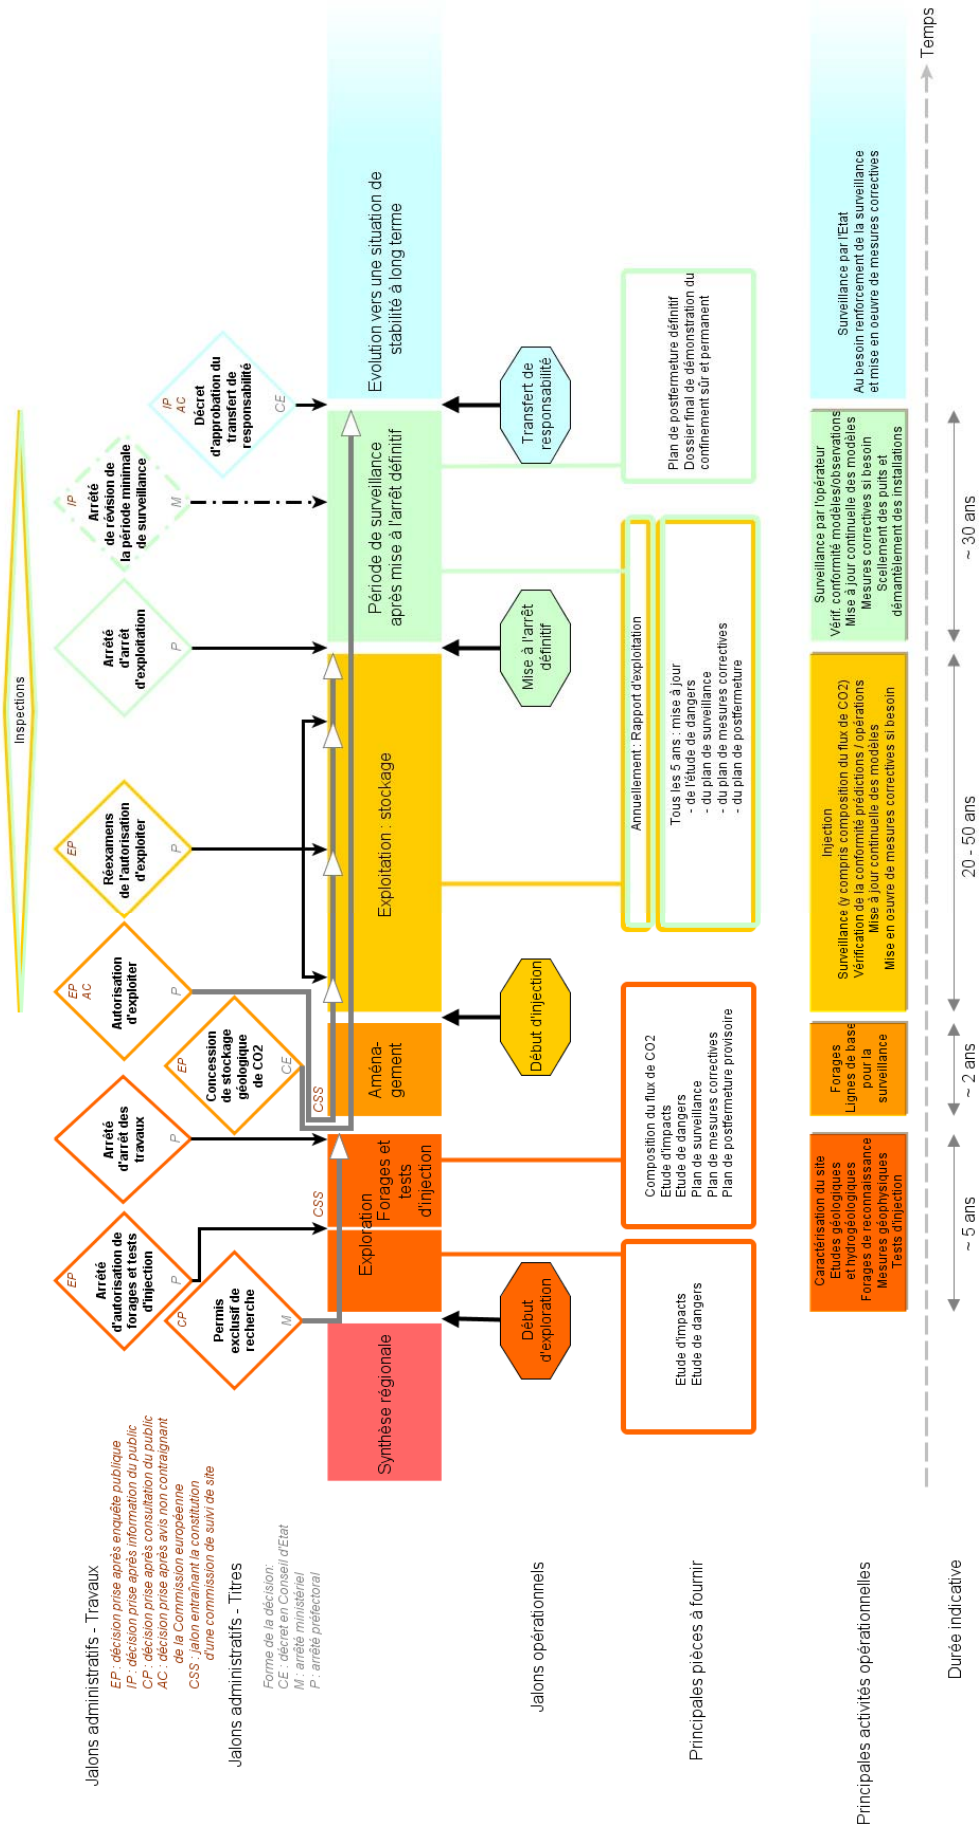 Inspections
Jalons administratifs - Travaux
EP : décision prise après enquête publique
IP : décision prise après information du public
CP : décision prise après consultation du public
AC : décision prise après avis non contraignant
de la Commission européenne
CSS : jalon entraînant la constitution
d'une commission de suivi de site
EP
Arrêté
d'autorisation de
forages et tests
d'injection
P
Arrêté
d'arrêt des
travaux
P
EP
AC
Autorisation
d'exploiter
P
EP
Réexamens
de l'autorisation
d'exploiter
P
Arrêté
d'arrêt
d'exploitation
P
IP
Arrêté
de révision de
la période minimale
de surveillance
M
Jalons administratifs - Titres
Forme de la décision:
CE : décret en Conseil d'Etat
M : arrêté ministériel
P : arrêté préfectoral
CP
Permis
exclusif de
recherche
M
EP
Concession
de stockage
géologique
de CO2
CE
IP
AC
Décret
d'approbation du
transfert de
responsabilité
CE
CSS
CSS
Synthèse régionale
Exploration
Forages et
tests
d'injection
Aména-
gement
Exploitation : stockage
Période de surveillance
après mise à l'arrêt définitif
Evolution vers une situation de
stabilité à long terme
Jalons opérationnels
Début
d'exploration
Début d'injection
Mise à l'arrêt
définitif
Transfert de
responsabilité
Principales pièces à fournir
Etude d'impacts
Etude de dangers
Composition du flux de CO2
Etude d'impacts
Etude de dangers
Plan de surveillance
Plan de mesures correctives
Plan de postfermeture provisoire
Annuellement : Rapport d'exploitation
Tous les 5 ans : mise à jour
- de l'étude de dangers
- du plan de surveillance
- du plan de mesures correctives
- du plan de postfermeture
Plan de postfermeture définitif
Dossier final de démonstration du
confinement sûr et permanent
Principales activités opérationnelles
Caractérisation du site
Etudes géologiques
et hydrogéologiques
Forages de reconnaissance
Mesures géophysiques
Tests d'injection
Forages
Lignes de base
pour la
surveillance
Injection
Surveillance (y compris composition du flux de CO2)
Vérification de la conformité prédictions / opérations
Mise à jour continuelle des modèles
Mise en oeuvre de mesures correctives si besoin
Surveillance par l'opérateur
Vérif. conformité modèles/observations
Mise à jour continuelle des modèles
Mesures correctives si besoin
Scellement des puits et
démantèlement des installations
Surveillance par l'Etat
Au besoin renforcement de la surveillance
et mise en oeuvre de mesures correctives
Temps
Durée indicative
~ 5 ans
~ 2 ans
20 - 50 ans
~ 30 ans